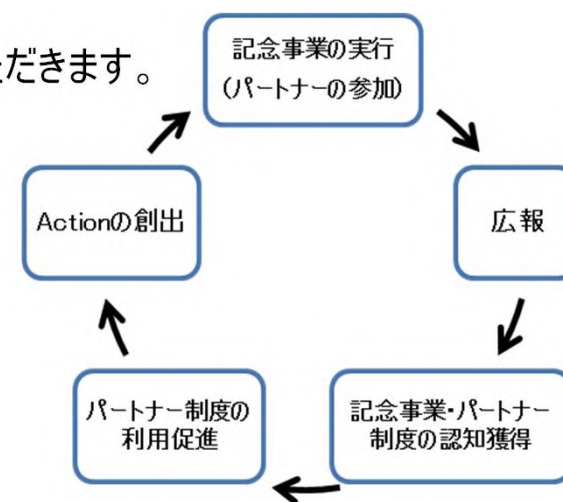 ただきます。
記念事業の実行
(パートナーの参加)
広報
記念事業・パートナー
制度の認知獲得
パートナー制度の
利用促進
Actionの創出